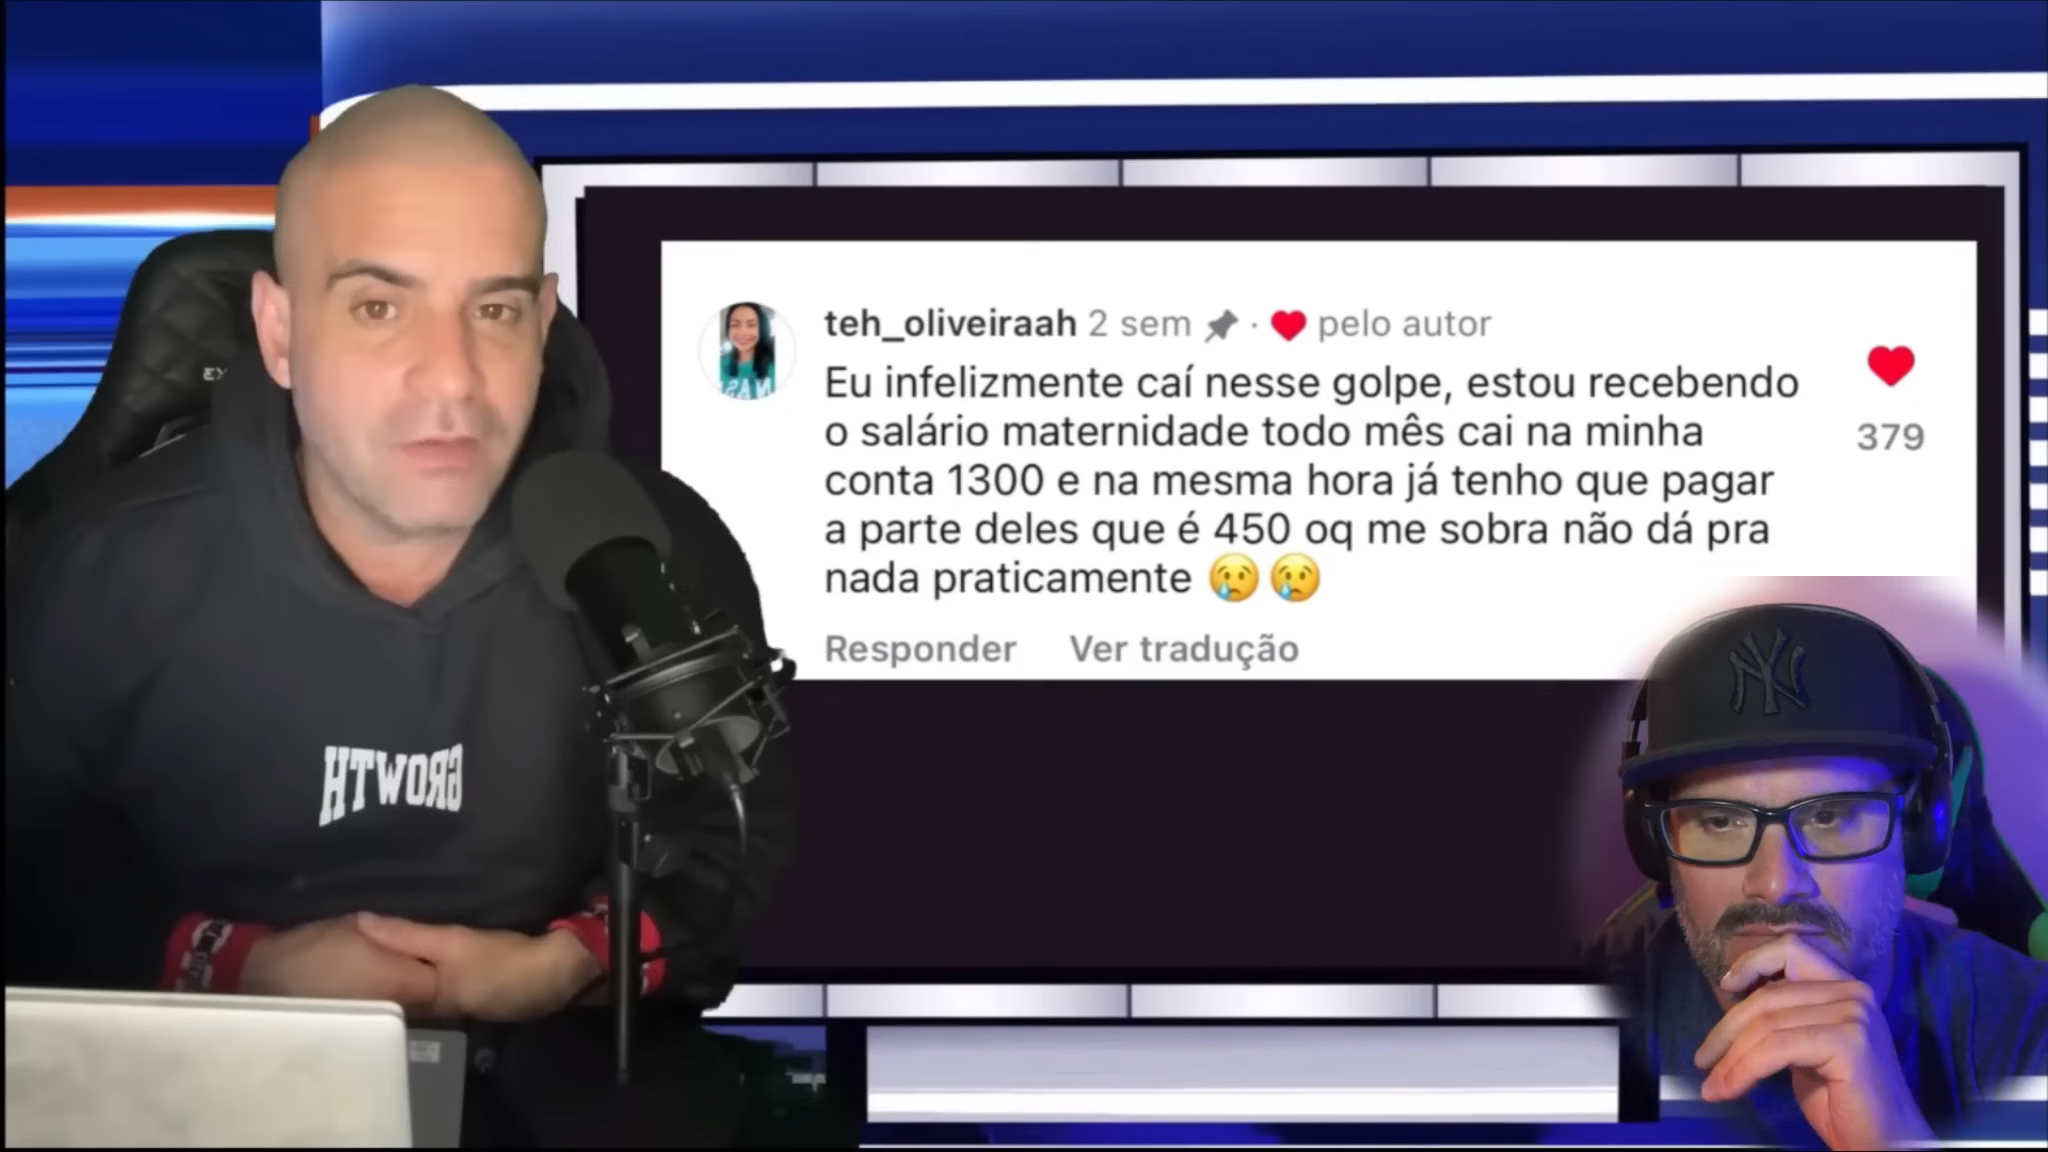 teh_oliveiraah 2 sem · pelo autor
Eu infelizmente caí nesse golpe, estou recebendo
o salário maternidade todo mês cai na minha
conta 1300 e na mesma hora já tenho que pagar
a parte deles que é 450 oq me sobra não dá pra
nada praticamente 😢😢
379
Responder Ver tradução
GROWTH
NY